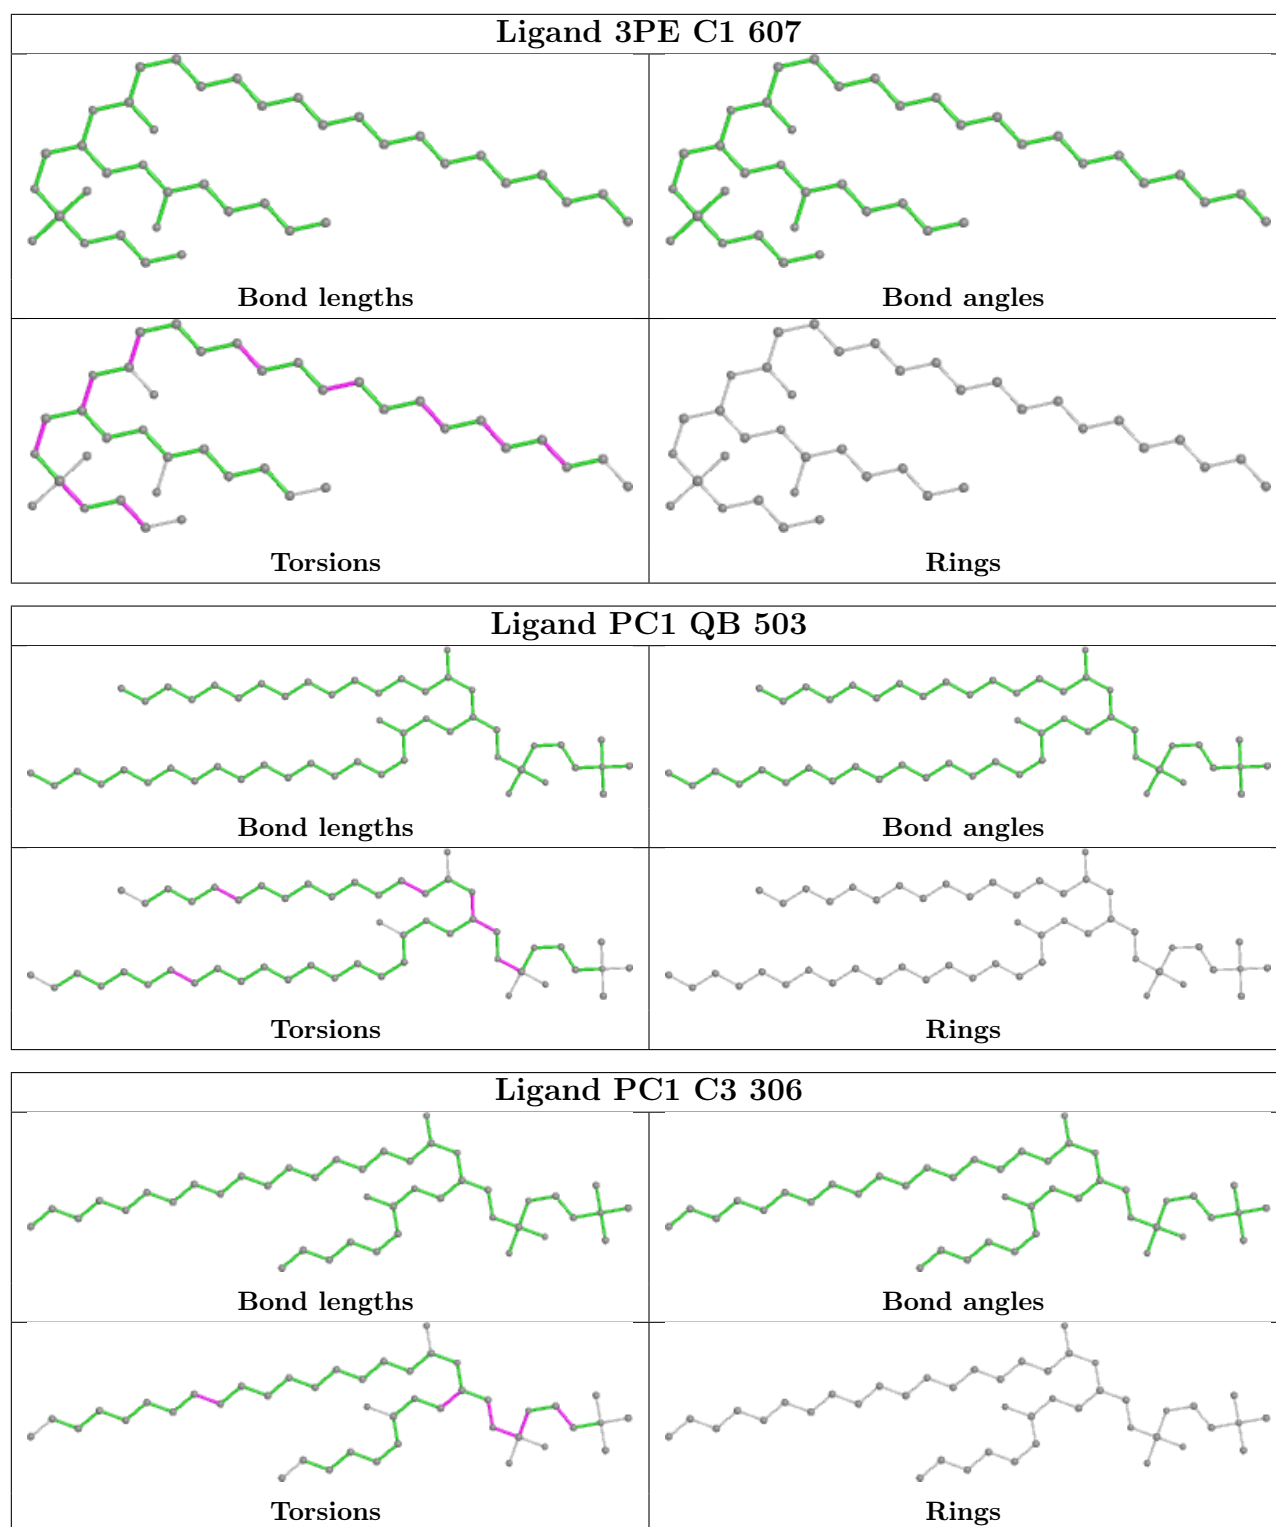 Ligand 3PE C1 607
Bond lengths
Bond angles
Torsions
Rings
Ligand PC1 QB 503
Bond lengths
Bond angles
Torsions
Rings
Ligand PC1 C3 306
Bond lengths
Bond angles
Torsions
Rings